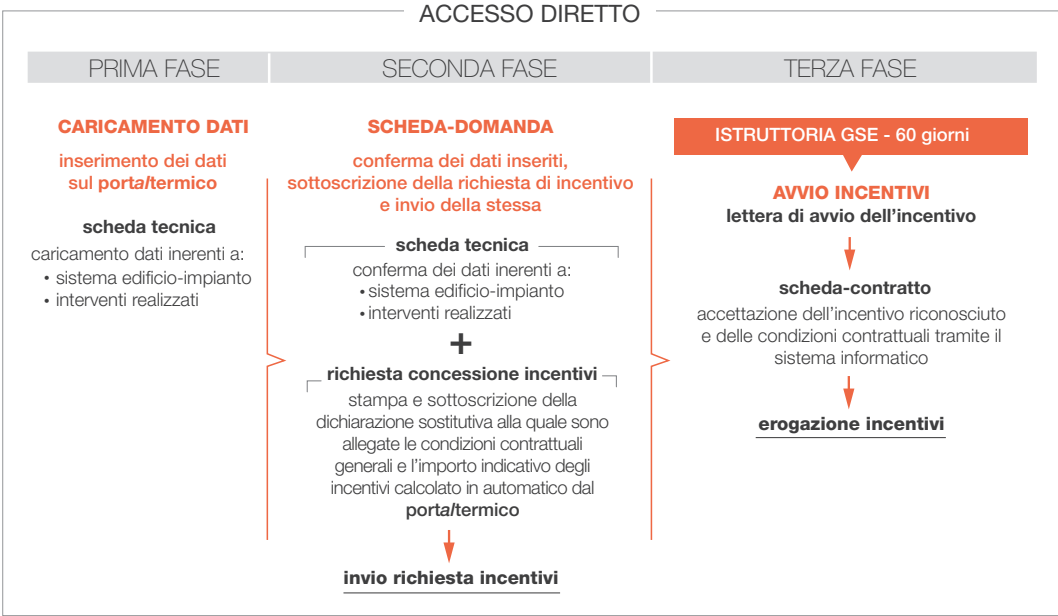 ACCESSO DIRETTO
PRIMA FASE
CARICAMENTO DATI
inserimento dei dati
sul portaltermico
scheda tecnica
caricamento dati inerenti a:
• sistema edificio-impianto
• interventi realizzati
SECONDA FASE
SCHEDA-DOMANDA
conferma dei dati inseriti,
sottoscrizione della richiesta di incentivo
e invio della stessa
scheda tecnica
conferma dei dati inerenti a:
• sistema edificio-impianto
• interventi realizzati
+
richiesta concessione incentivi
stampa e sottoscrizione della
dichiarazione sostitutiva alla quale sono
allegate le condizioni contrattuali
generali e l'importo indicativo degli
incentivi calcolato in automatico dal
portaltermico
invio richiesta incentivi
TERZA FASE
ISTRUTTORIA GSE - 60 giorni
AVVIO INCENTIVI
lettera di avvio dell'incentivo
scheda-contratto
accettazione dell'incentivo riconosciuto
e delle condizioni contrattuali tramite il
sistema informatico
erogazione incentivi